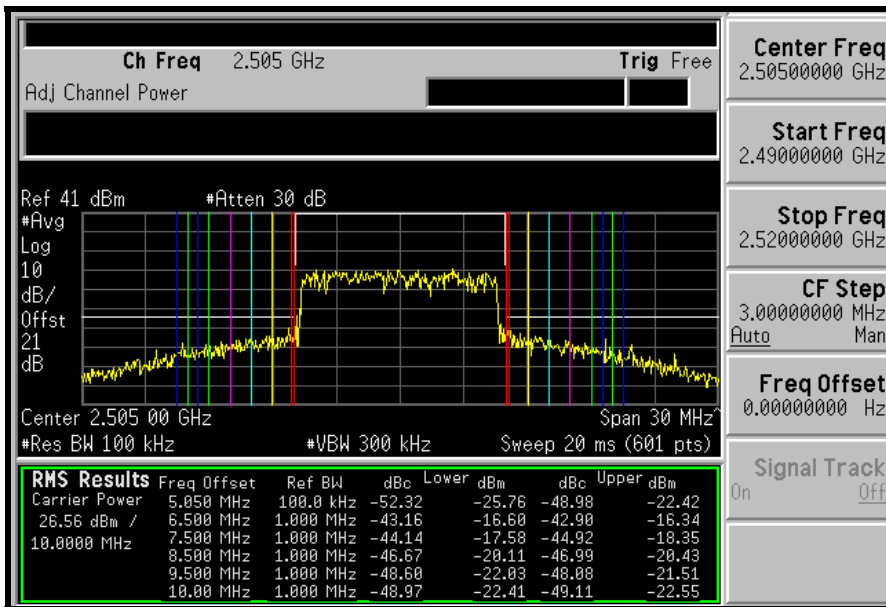 Ch Freq 2.505 GHz Trig Free
Adj Channel Power
Ref 41 dBm #Atten 30 dB
#Avg
Log
10
dB/
Offst
21
dB
Center 2.505 00 GHz Span 30 MHz^
#Res BW 100 kHz #VBW 300 kHz Sweep 20 ms (601 pts)
RMS Results Freq Offset Ref BW dBc Lower dBm dBc Upper dBm
Carrier Power 5.050 MHz 100.0 kHz -52.32 -25.76 -48.98 -22.42
26.56 dBm / 6.500 MHz 1.000 MHz -43.16 -16.60 -42.90 -16.34
10.0000 MHz 7.500 MHz 1.000 MHz -44.14 -17.58 -44.92 -18.35
8.500 MHz 1.000 MHz -46.67 -20.11 -46.99 -20.43
9.500 MHz 1.000 MHz -48.60 -22.03 -48.08 -21.51
10.00 MHz 1.000 MHz -48.97 -22.41 -49.11 -22.55
Center Freq
2.50500000 GHz
Start Freq
2.49000000 GHz
Stop Freq
2.52000000 GHz
CF Step
3.00000000 MHz
Auto Man
Freq Offset
0.00000000 Hz
Signal Track
On Off